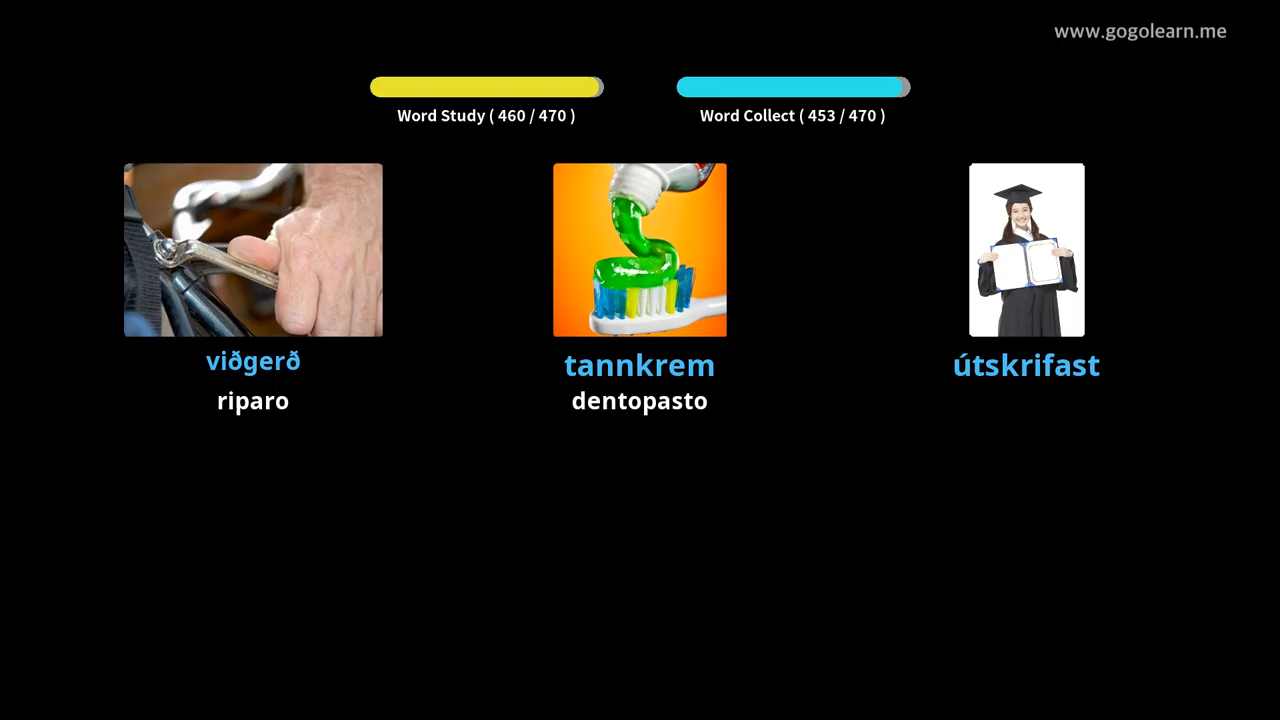 www.gogolearn.me
Word Study ( 460 / 470 )
Word Collect ( 453 / 470 )
viðgerð
riparo
tannkrem
dentopasto
útskrifast